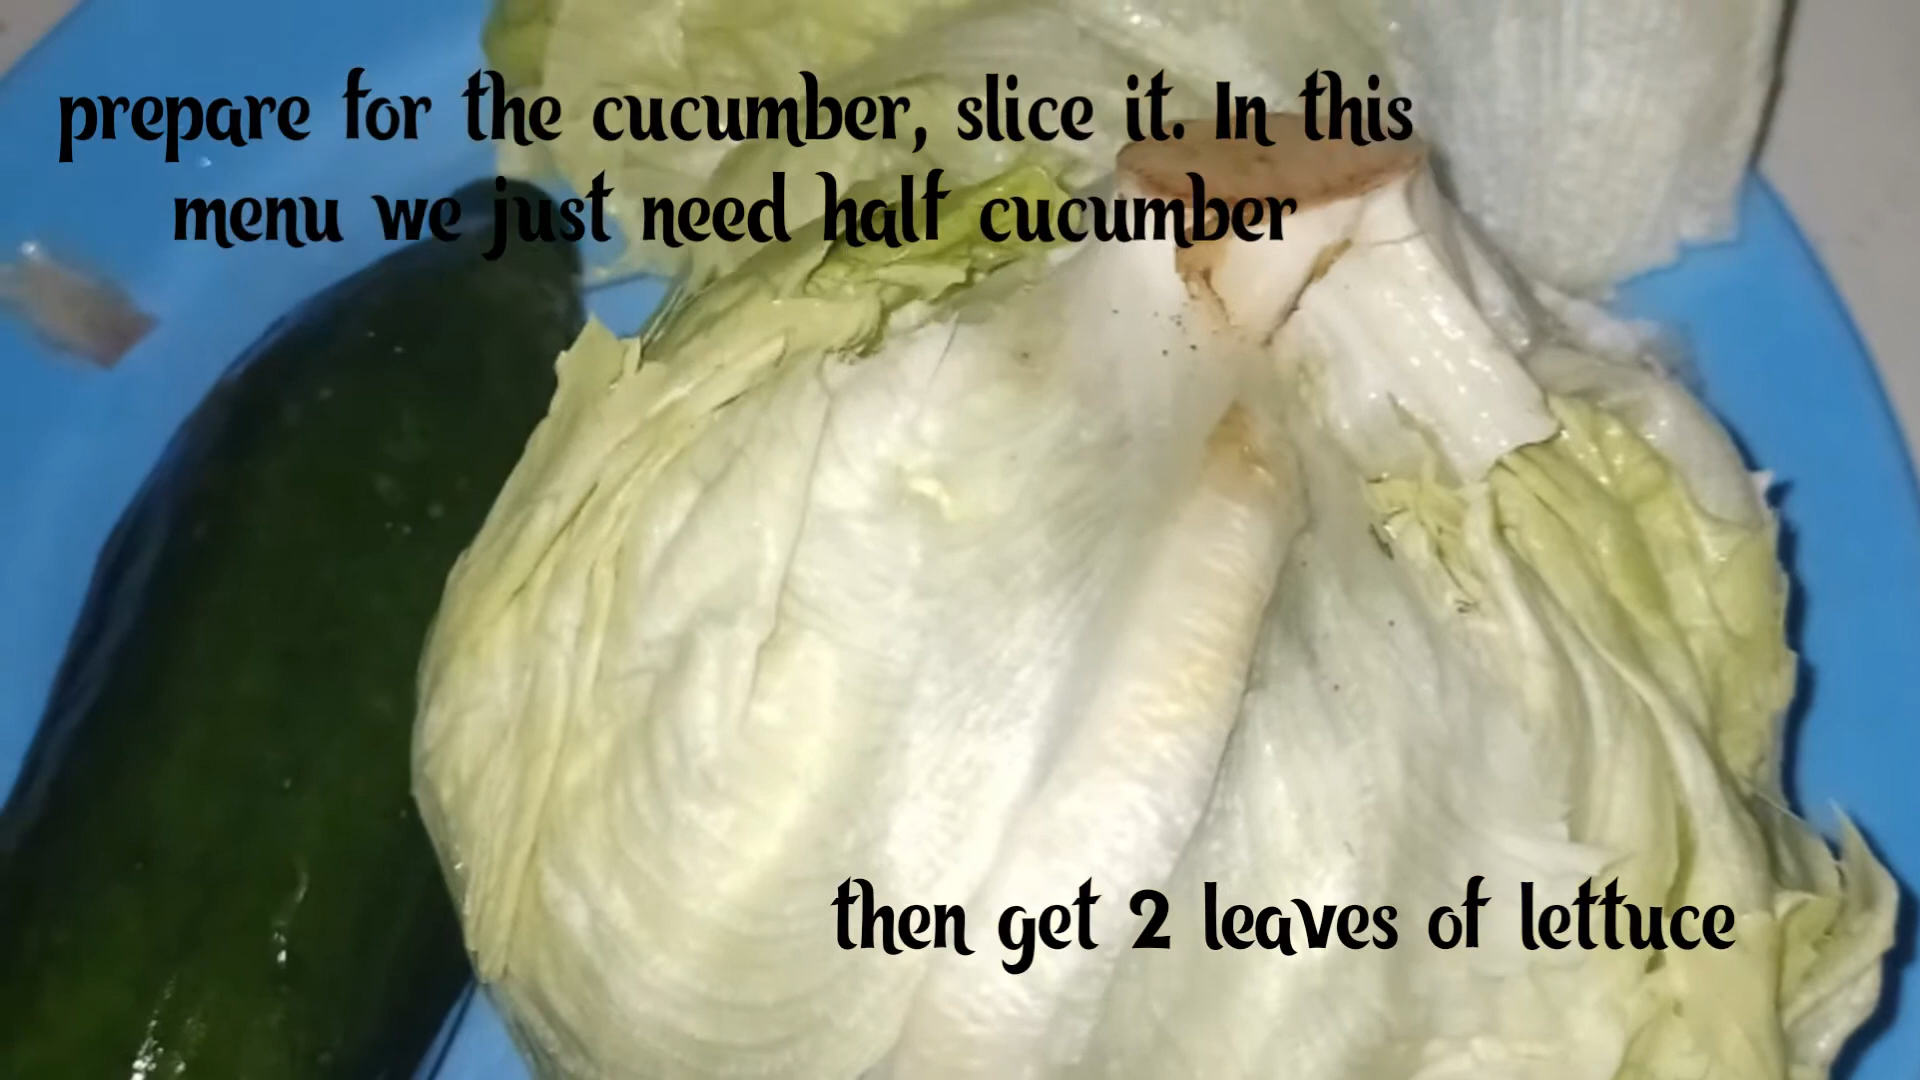 prepare for the cucumber, slice it. In this
menu we just need half cucumber
then get 2 leaves of lettuce